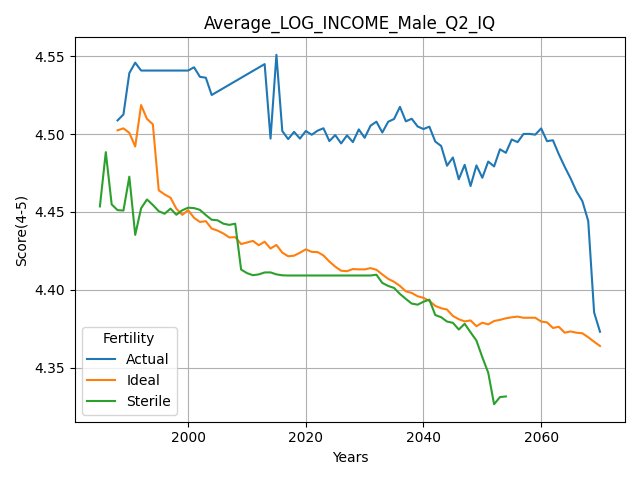 Average_LOG_INCOME_Male_Q2_IQ
4.55
4.50
4.45
4.40
4.35
Score(4-5)
Fertility
Actual
Ideal
Sterile
2000
2020
2040
2060
Years